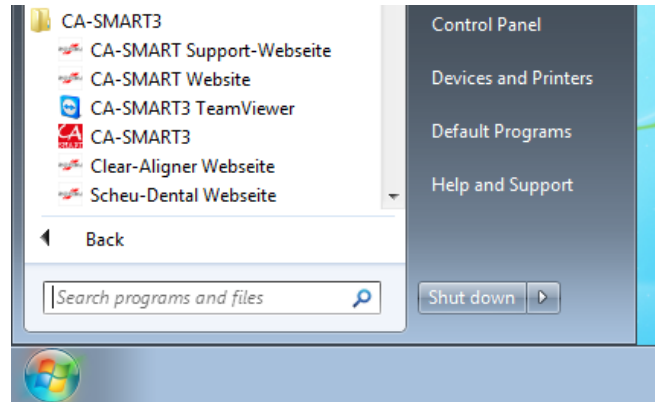 CA-SMART3
CA-SMART Support-Webseite
CA-SMART Website
CA-SMART3 TeamViewer
CA-SMART3
Clear-Aligner Webseite
Scheu-Dental Webseite
Back
Search programs and files
Control Panel
Devices and Printers
Default Programs
Help and Support
Shut down